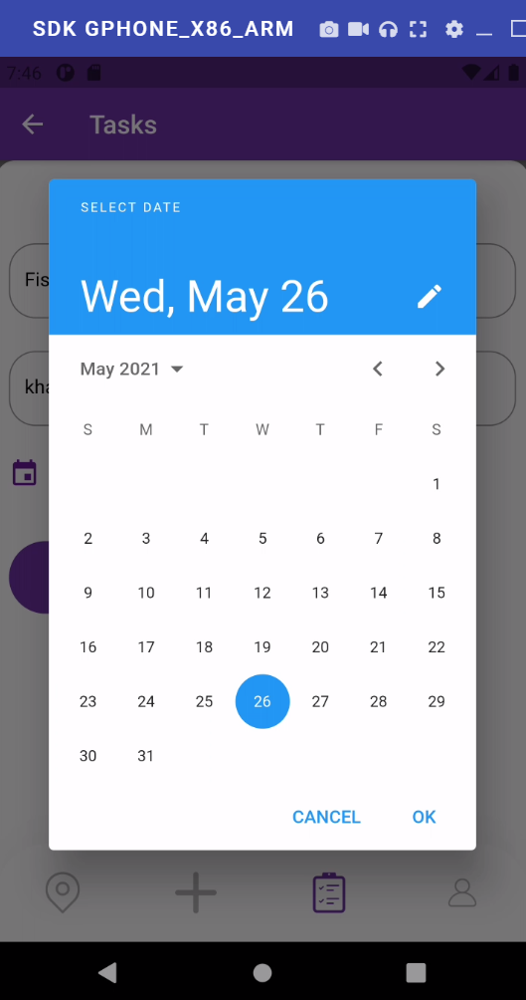 SDK GPHONE_X86_ARM
7:46
Tasks
SELECT DATE
Wed, May 26
Fis
kha
May 2021
S M T W T F S
1
2 3 4 5 6 7 8
9 10 11 12 13 14 15
16 17 18 19 20 21 22
23 24 25 26 27 28 29
30 31
CANCEL OK